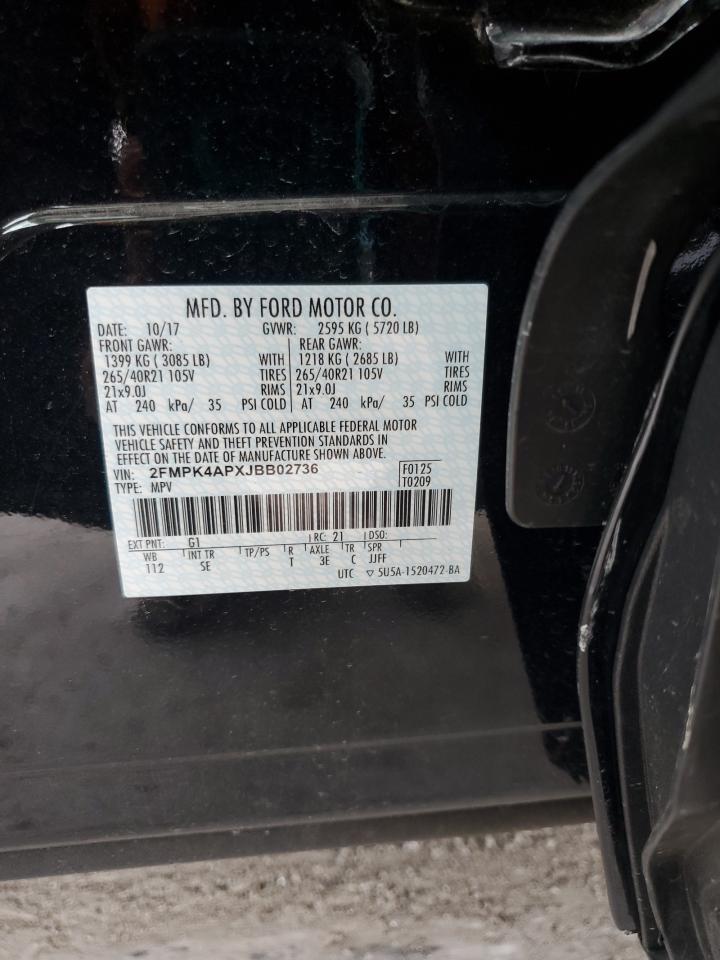 MFD. BY FORD MOTOR CO.
DATE: 10/17 GVWR: 2595 KG ( 5720 LB)
FRONT GAWR: REAR GAWR:
1399 KG ( 3085 LB) WITH 1218 KG ( 2685 LB) WITH
265/40R21 105V TIRES 265/40R21 105V TIRES
21x9.0J RIMS 21x9.0J RIMS
AT 240 kPa/ 35 PSI COLD AT 240 kPa/ 35 PSI COLD
THIS VEHICLE CONFORMS TO ALL APPLICABLE FEDERAL MOTOR
VEHICLE SAFETY AND THEFT PREVENTION STANDARDS IN
EFFECT ON THE DATE OF MANUFACTURE SHOWN ABOVE.
VIN: 2FMPK4APXJBB02736 F0125
TYPE: MPV T0209
EXT PNT: G1 RC: 21 DSO:
WB INT TR TP/PS R AXLE TR SPR
112 SE T 3E C JJFF
UTC ▽ 5U5A-1520472-BA